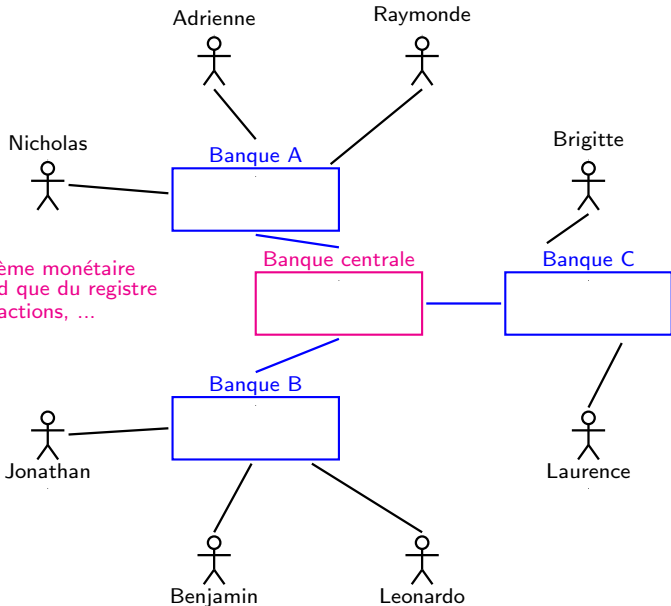 Adrienne
Raymonde
Nicholas
Brigitte
Banque A
Banque centrale
Banque C
ème monétaire
d que du registre
actions, ...
Banque B
Jonathan
Laurence
Benjamin
Leonardo